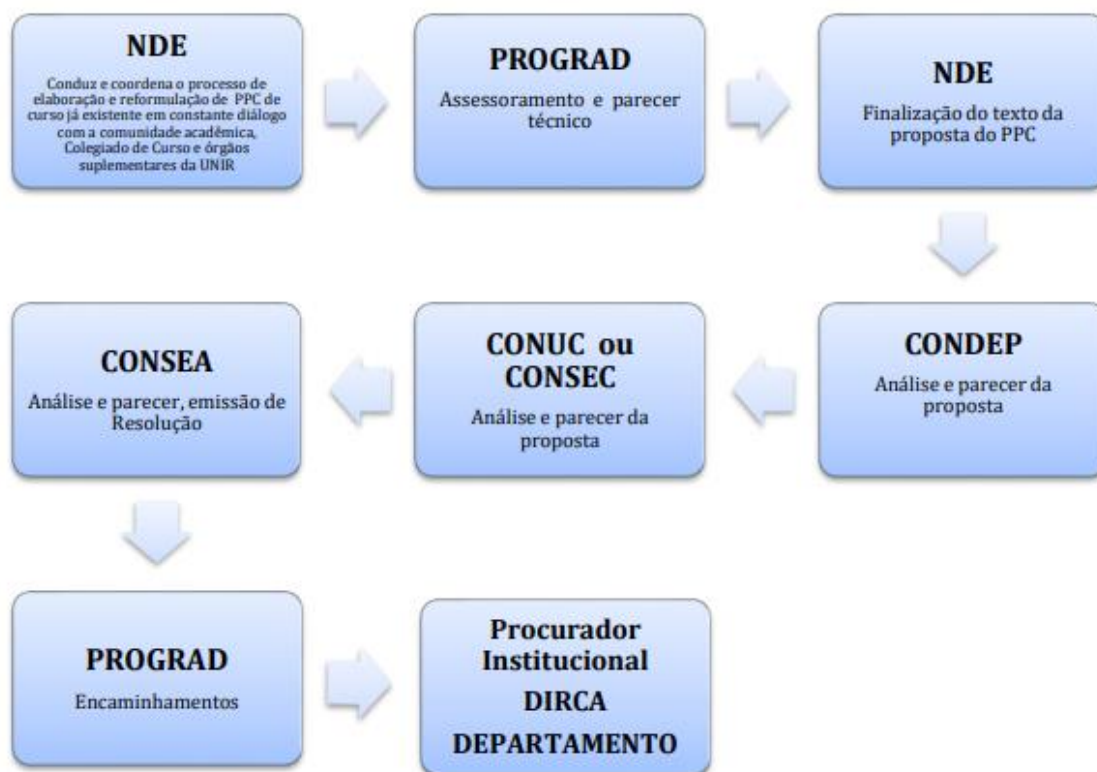 NDE
Conduz e coordena o processo de
elaboração e reformulação de PPC de
curso já existente em constante diálogo
com a comunidade acadêmica,
Colegiado de Curso e órgãos
suplementares da UNIR
PROGRAD
Assessoramento e parecer
técnico
NDE
Finalização do texto da
proposta do PPC
CONDEP
Análise e parecer da
proposta
CONUC ou
CONSEC
Análise e parecer da
proposta
CONSEA
Análise e parecer, emissão de
Resolução
PROGRAD
Encaminhamentos
Procurador
Institucional
DIRCA
DEPARTAMENTO